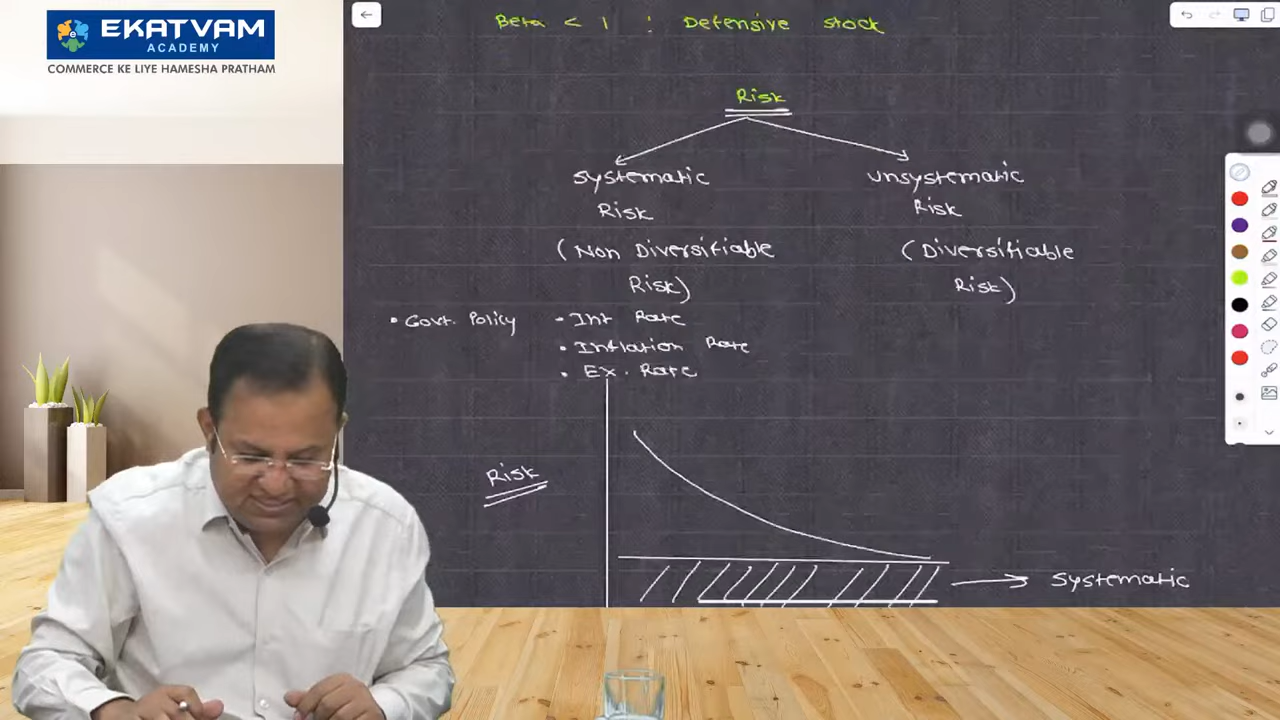 EKATVAM
ACADEMY
COMMERCE KE LIYE HAMESHA PRATHAM
Beta < 1 : Defensive stock
Risk
systematic
Risk
(Non Diversifiable
Risk)
unsystematic
Risk
(Diversifiable
Risk)
• Govt. Policy
- Int Rate
• Inflation Rate
• Ex. Rate
Risk
systematic